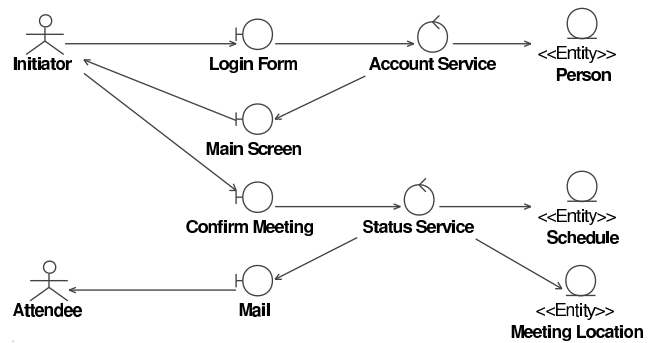 Initiator
Login Form
Account Service
<<Entity>>
Person
Main Screen
Confirm Meeting
Status Service
<<Entity>>
Schedule
Attendee
Mail
<<Entity>>
Meeting Location